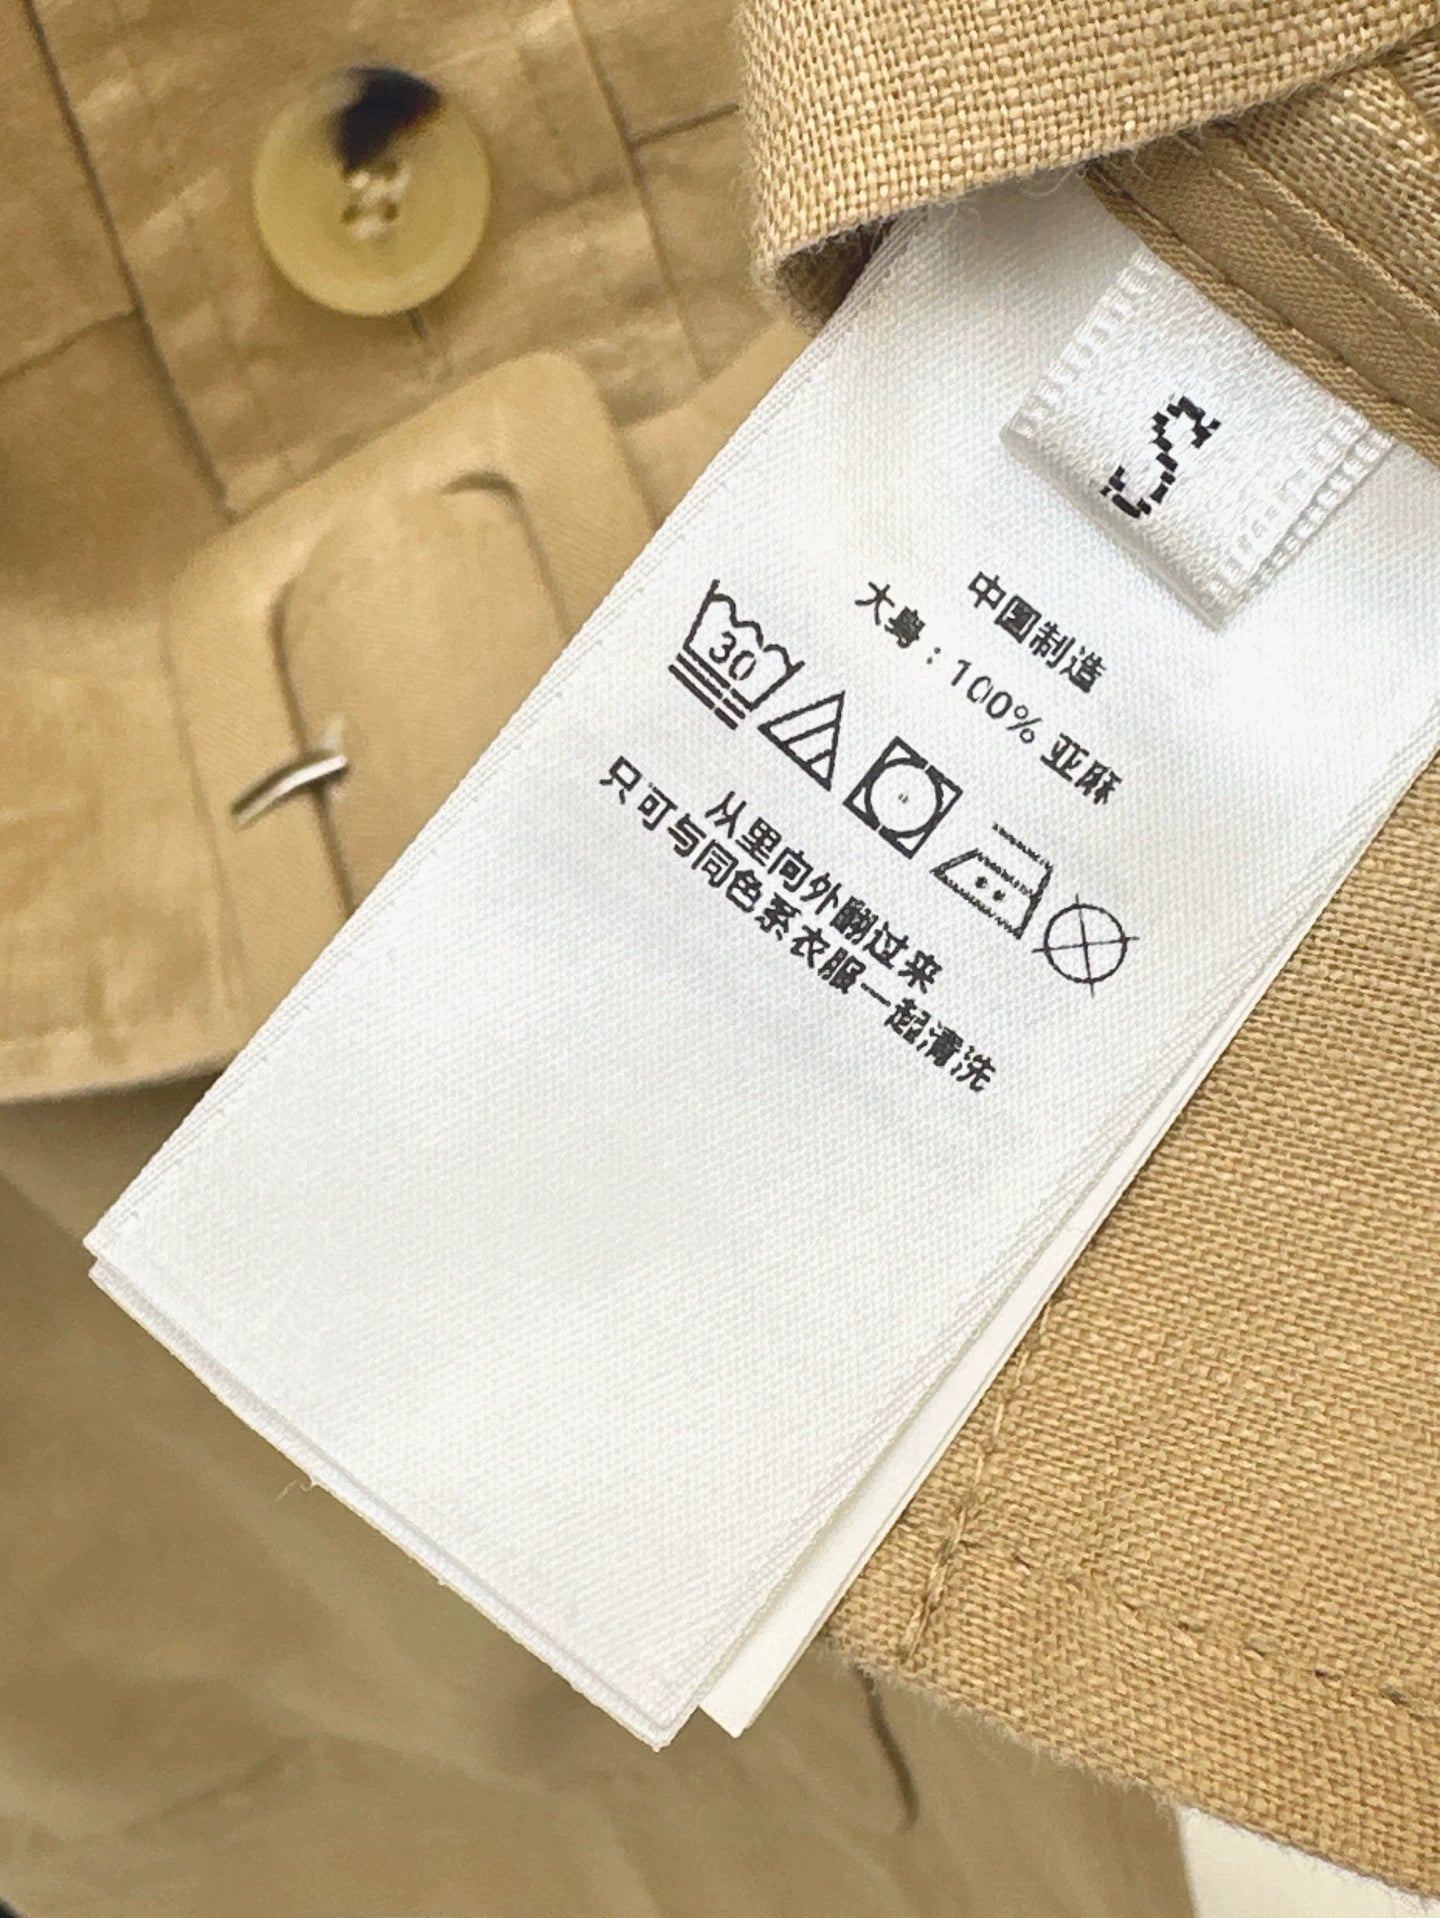 S
中国制造
大身：100% 亚麻
30
从里向外翻过来
只可与同色系衣服一起清洗